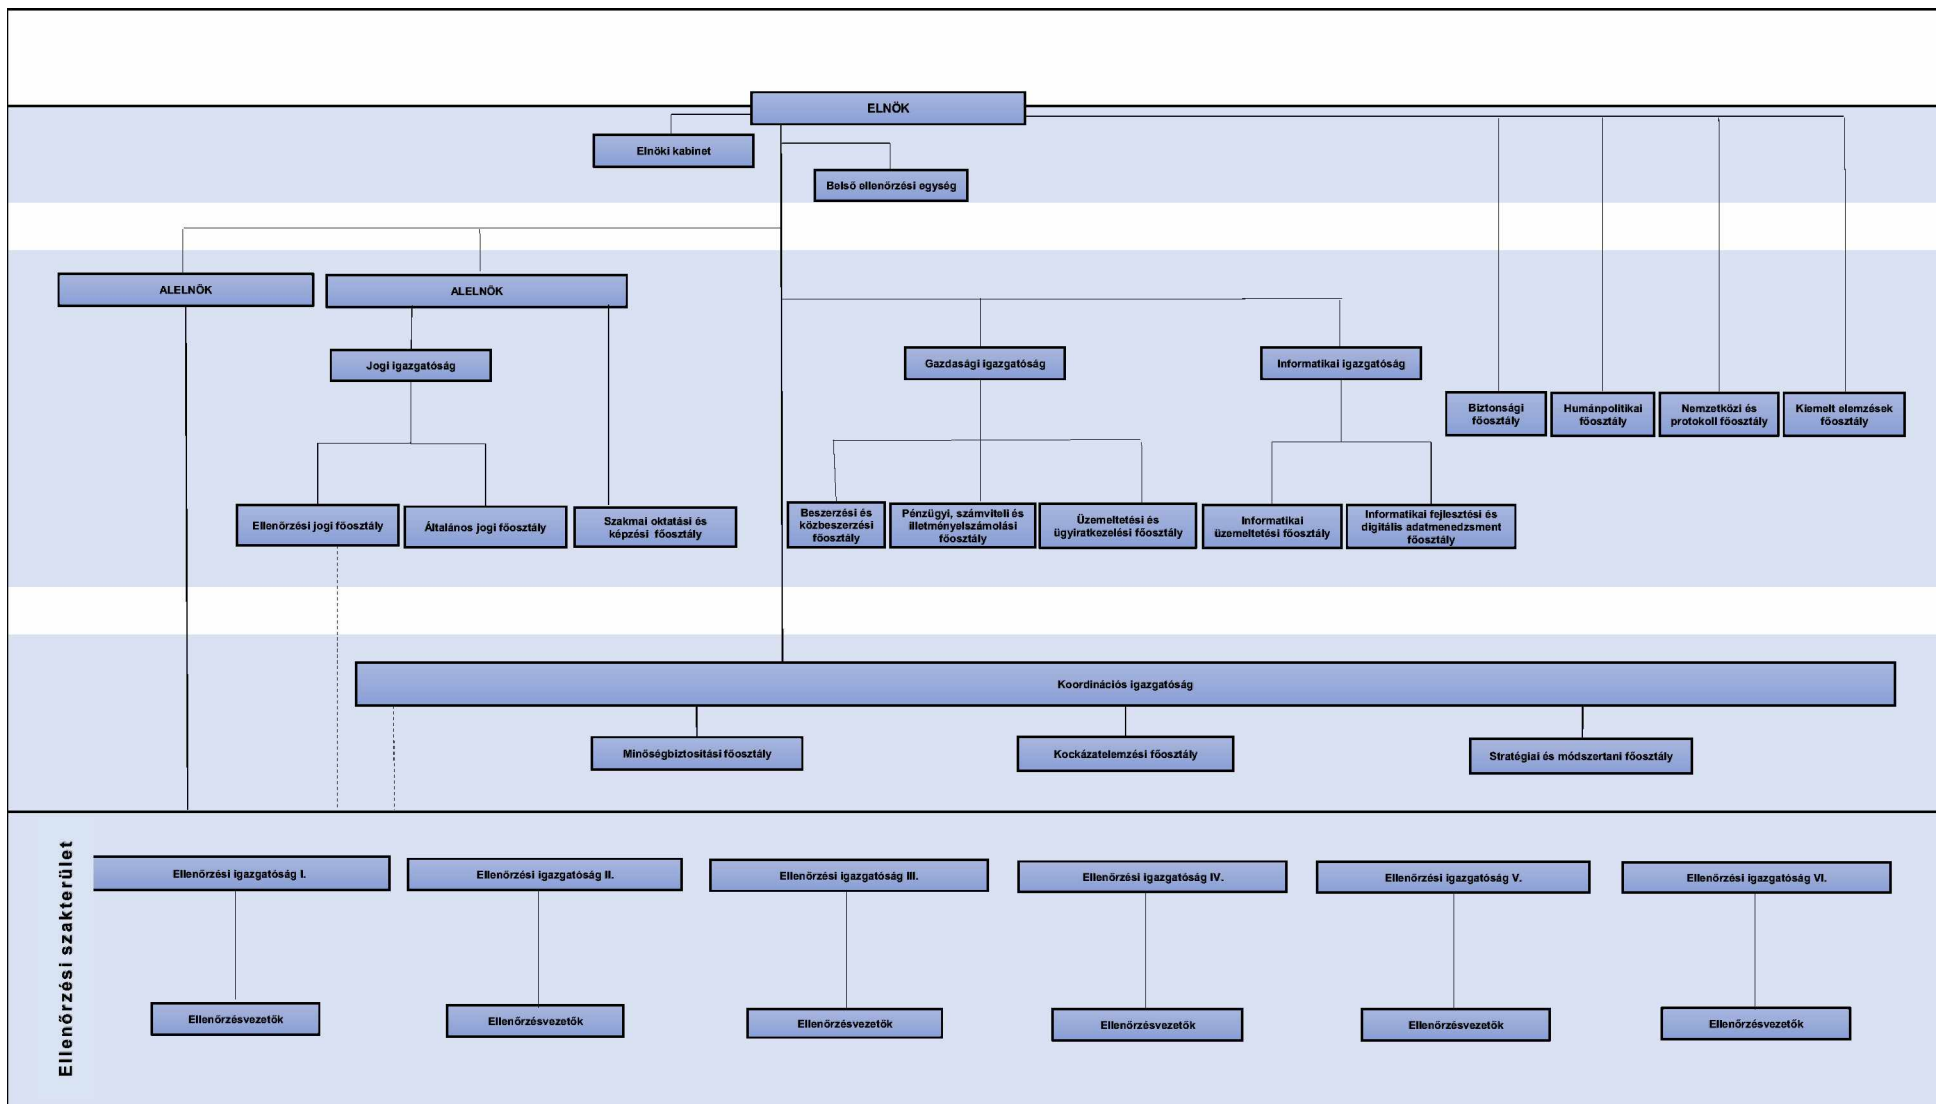 ELNÖK
Elnöki kabinet
Belső ellenőrzési egység
ALELNÖK
ALELNÖK
Jogi igazgatóság
Gazdasági igazgatóság
Informatikai igazgatóság
Biztonsági
főosztály
Humánpolitikai
főosztály
Nemzetközi és
protokoll főosztály
Kiemelt elemzések
főosztály
Ellenőrzési jogi főosztály
Általános jogi főosztály
Szakmai oktatási és
képzési főosztály
Beszerzési és
közbeszerzési
főosztály
Pénzügyi, számviteli és
illetményelszámolási
főosztály
Üzemeltetési és
ügyiratkezelési főosztály
Informatikai
üzemeltetési főosztály
Informatikai fejlesztési és
digitális adatmenedzsment
főosztály
Koordinációs igazgatóság
Minőségbiztosítási főosztály
Kockázatelemzési főosztály
Stratégiai és módszertani főosztály
Ellenőrzési szakterület
Ellenőrzési igazgatóság I.
Ellenőrzési igazgatóság II.
Ellenőrzési igazgatóság III.
Ellenőrzési igazgatóság IV.
Ellenőrzési igazgatóság V.
Ellenőrzési igazgatóság VI.
Ellenőrzésvezetők
Ellenőrzésvezetők
Ellenőrzésvezetők
Ellenőrzésvezetők
Ellenőrzésvezetők
Ellenőrzésvezetők